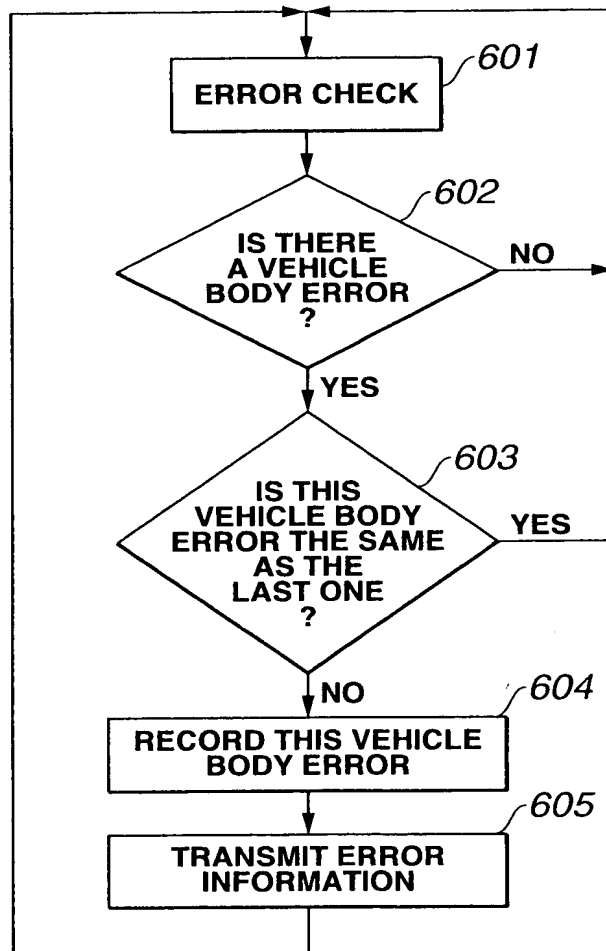 601
ERROR CHECK
602
IS THERE
A VEHICLE
BODY ERROR
?
NO
YES
603
IS THIS
VEHICLE BODY
ERROR THE SAME
AS THE
LAST ONE
?
YES
NO
604
RECORD THIS VEHICLE
BODY ERROR
605
TRANSMIT ERROR
INFORMATION